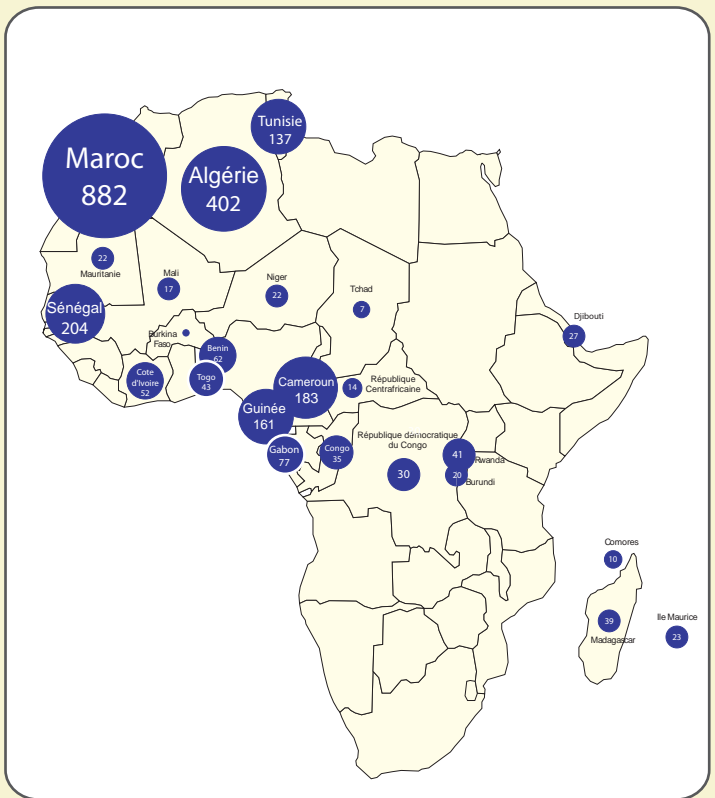 Tunisie
137
Maroc
882
Algérie
402
22
Mauritanie
Mali
17
Niger
22
Tchad
7
Sénégal
204
Djibouti
27
Burkina
Faso
Benin
62
Cote
d'Ivoire
52
Togo
43
Cameroun
183
14
République
Centrafricaine
Guinée
161
Gabon
77
Congo
35
République démocratique
du Congo
30
41
Rwanda
20
Burundi
Comores
10
39
Madagascar
Ile Maurice
23